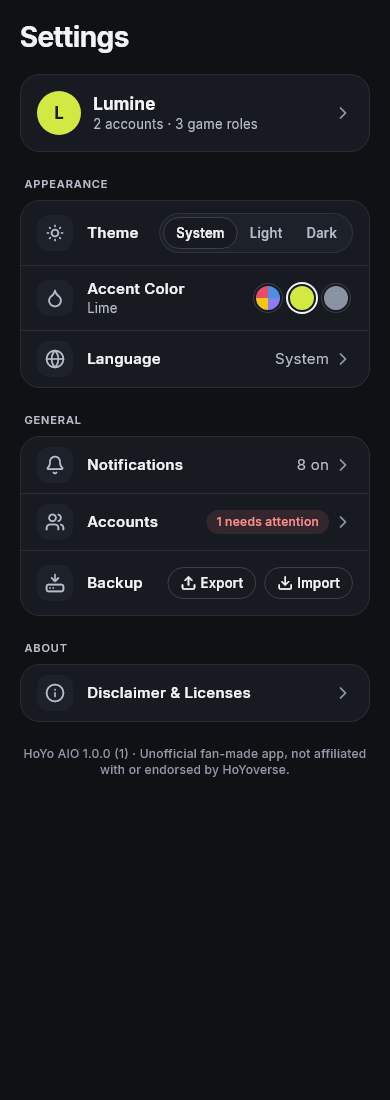 Settings
L
Lumine
2 accounts · 3 game roles
APPEARANCE
Theme
System
Light
Dark
Accent Color
Lime
Language
System
GENERAL
Notifications
8 on
Accounts
1 needs attention
Backup
Export
Import
ABOUT
Disclaimer & Licenses
HoYo AIO 1.0.0 (1) · Unofficial fan-made app, not affiliated
with or endorsed by HoYoverse.